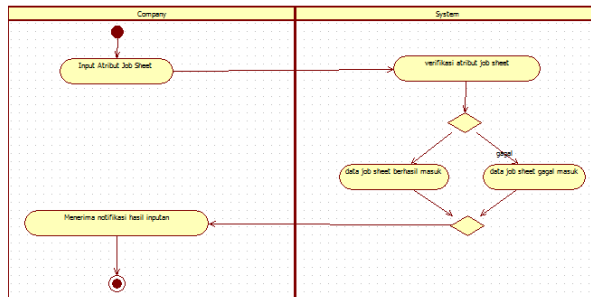 Company
System
Input Atribut Job Sheet
verifikasi atribut job sheet
gagal
data job sheet berhasil masuk
data job sheet gagal masuk
Menerima notifikasi hasil inputan